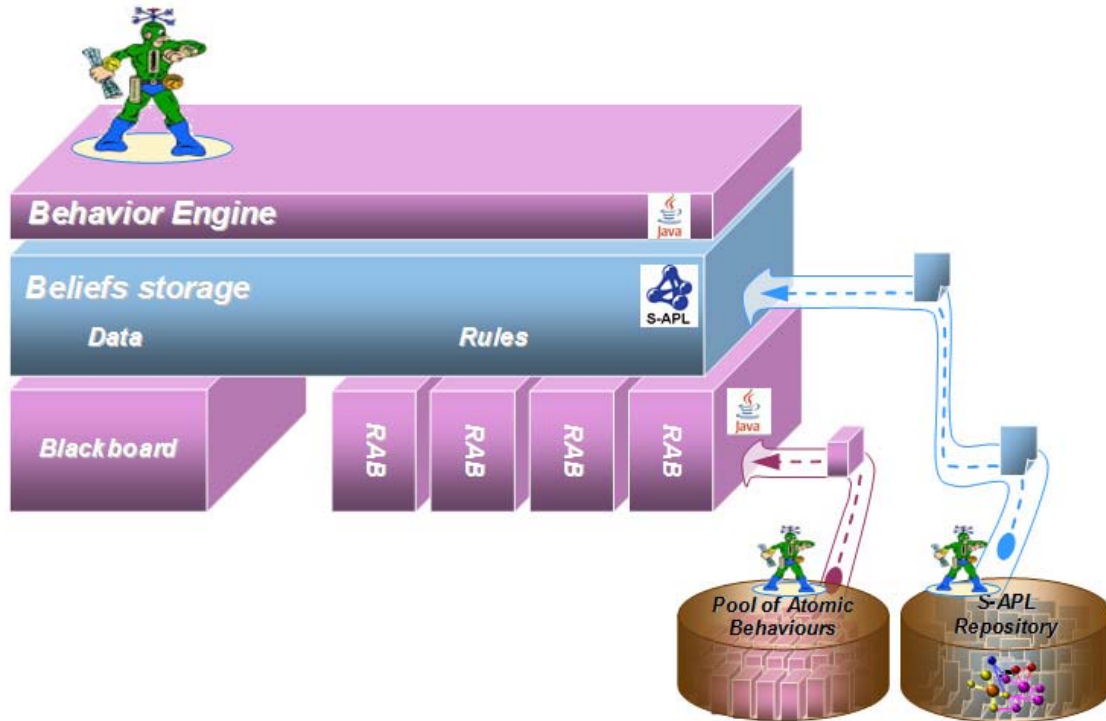 Behavior Engine
Java
Beliefs storage
S-APL
Data
Rules
Blackboard
RAB
RAB
RAB
RAB
Java
Pool of Atomic
Behaviours
S-APL
Repository